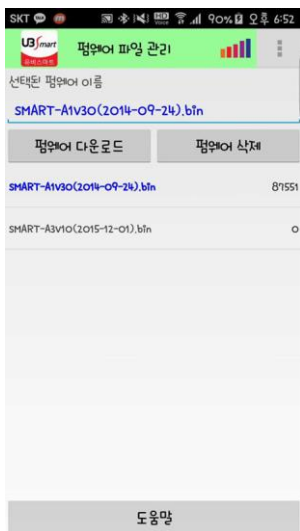 SKT 90% 오후 6:52
UBSmart
유비스마트
펌웨어 파일 관리
선택된 펌웨어 이름
SMART-A1V30(2014-09-24).bin
펌웨어 다운로드 펌웨어 삭제
SMART-A1V30(2014-09-24).bin 87551
SMART-A3V10(2015-12-01).bin 0
도움말